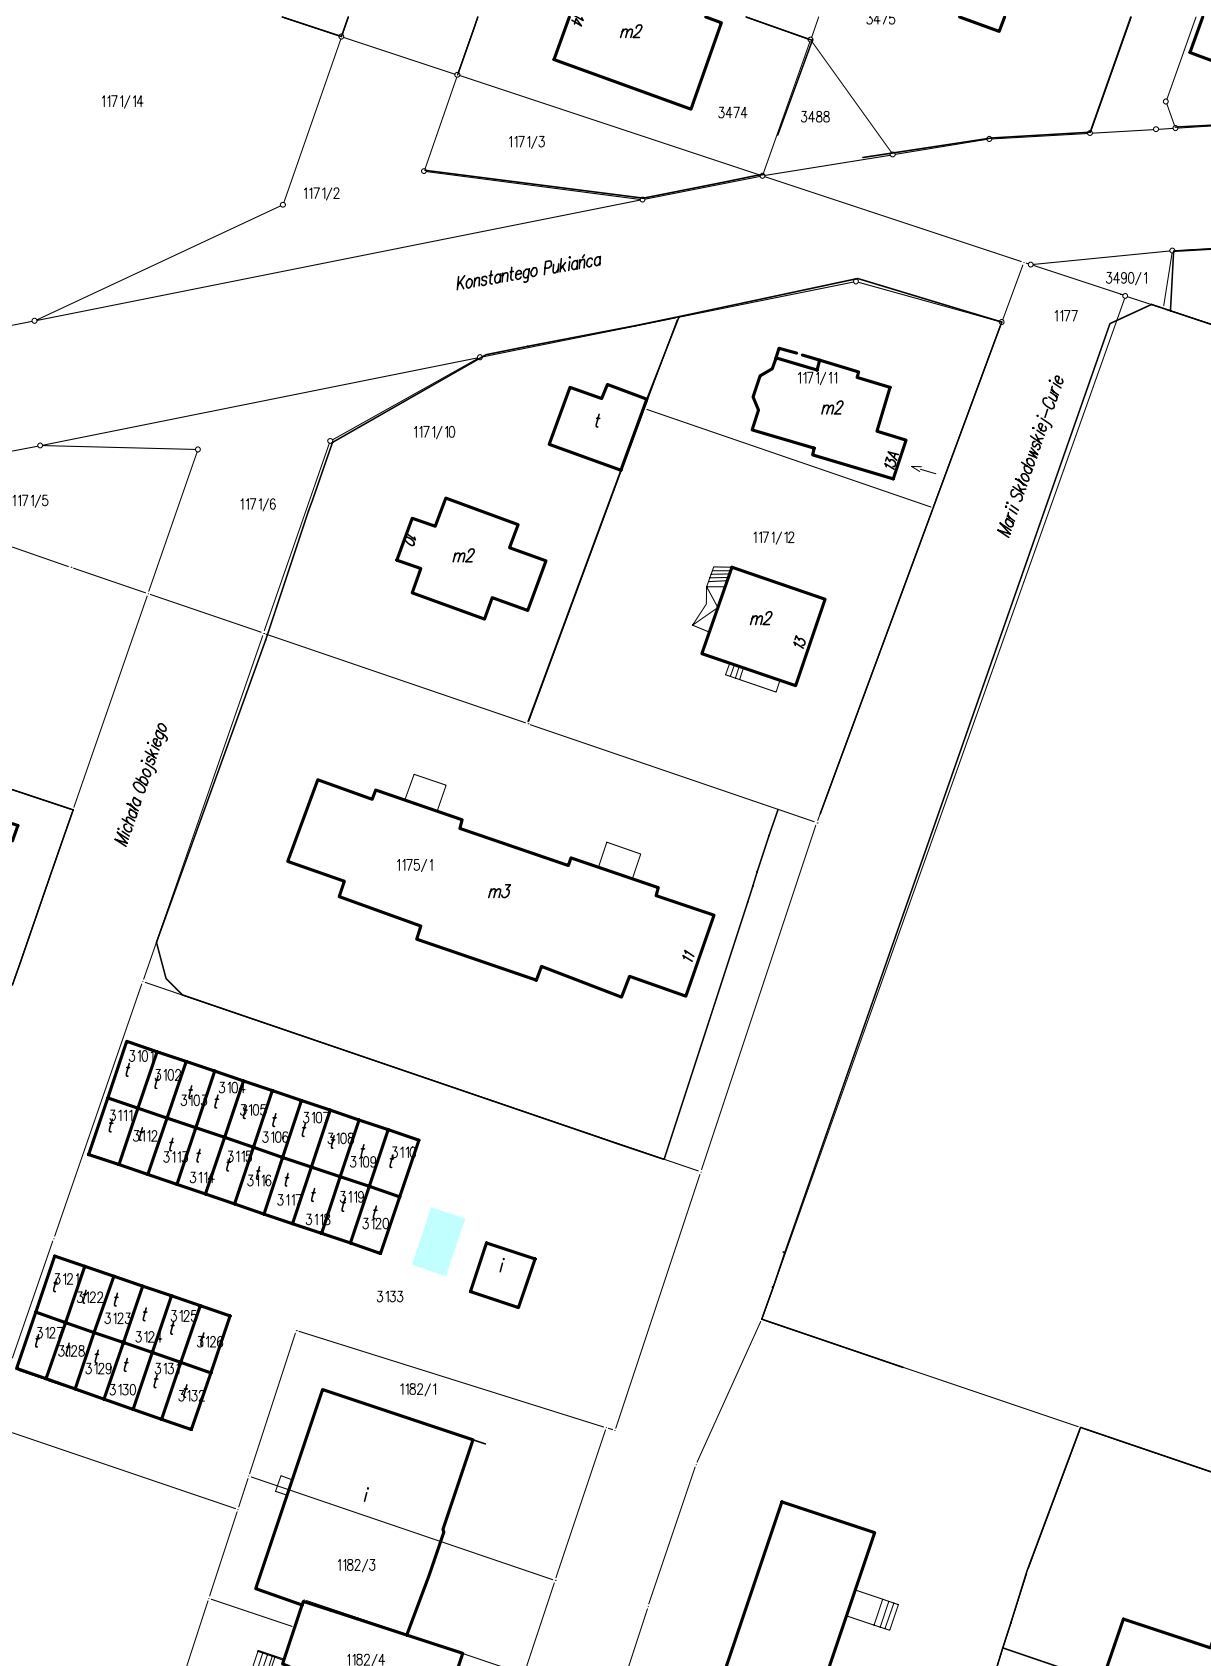 3475
14
m2
1171/14
3474
3488
1171/3
1171/2
Konstantego Pukiańca
3490/1
1177
1171/11
m2
t
1171/10
13A
Marii Skłodowskiej-Curie
1171/5
1171/6
1171/12
10
m2
m2
13
Michała Obojskiego
1175/1
m3
11
3101
t
3102
t
3103
t
3104
t
3105
t
3106
t
3107
t
3108
t
3109
t
3110
t
3111
t
3112
t
3113
t
3114
t
3115
t
3116
t
3117
t
3118
t
3119
t
3120
t
i
3133
3121
t
3122
t
3123
t
3124
t
3125
t
3126
t
3127
t
3128
t
3129
t
3130
t
3131
t
3132
t
1182/1
i
1182/3
1182/4